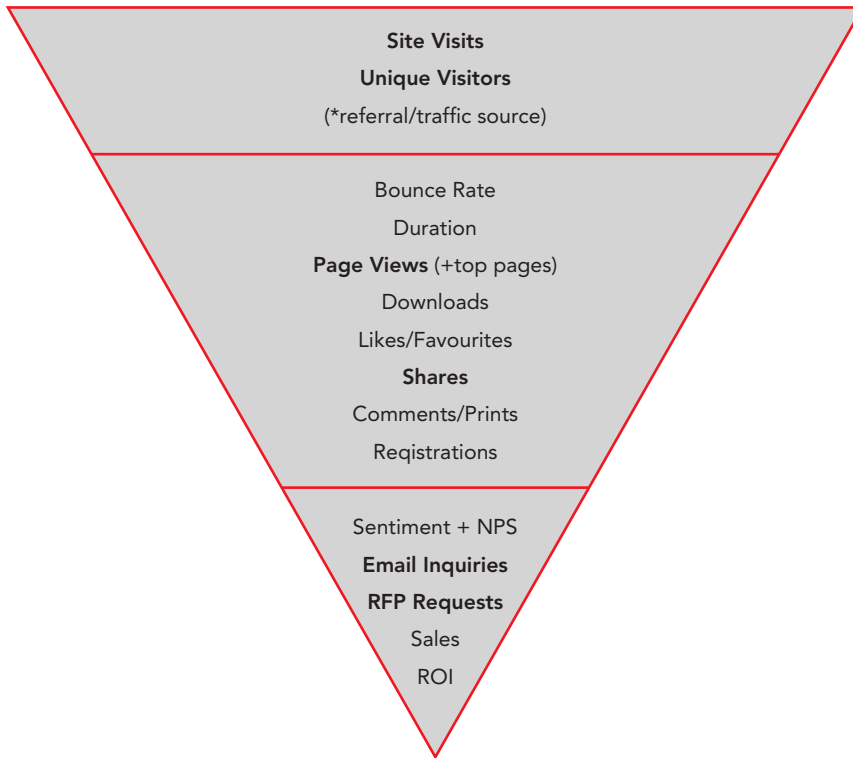 Site Visits
Unique Visitors
(*referral/traffic source)
Bounce Rate
Duration
Page Views (+top pages)
Downloads
Likes/Favourites
Shares
Comments/Prints
Reqistrations
Sentiment + NPS
Email Inquiries
RFP Requests
Sales
ROI